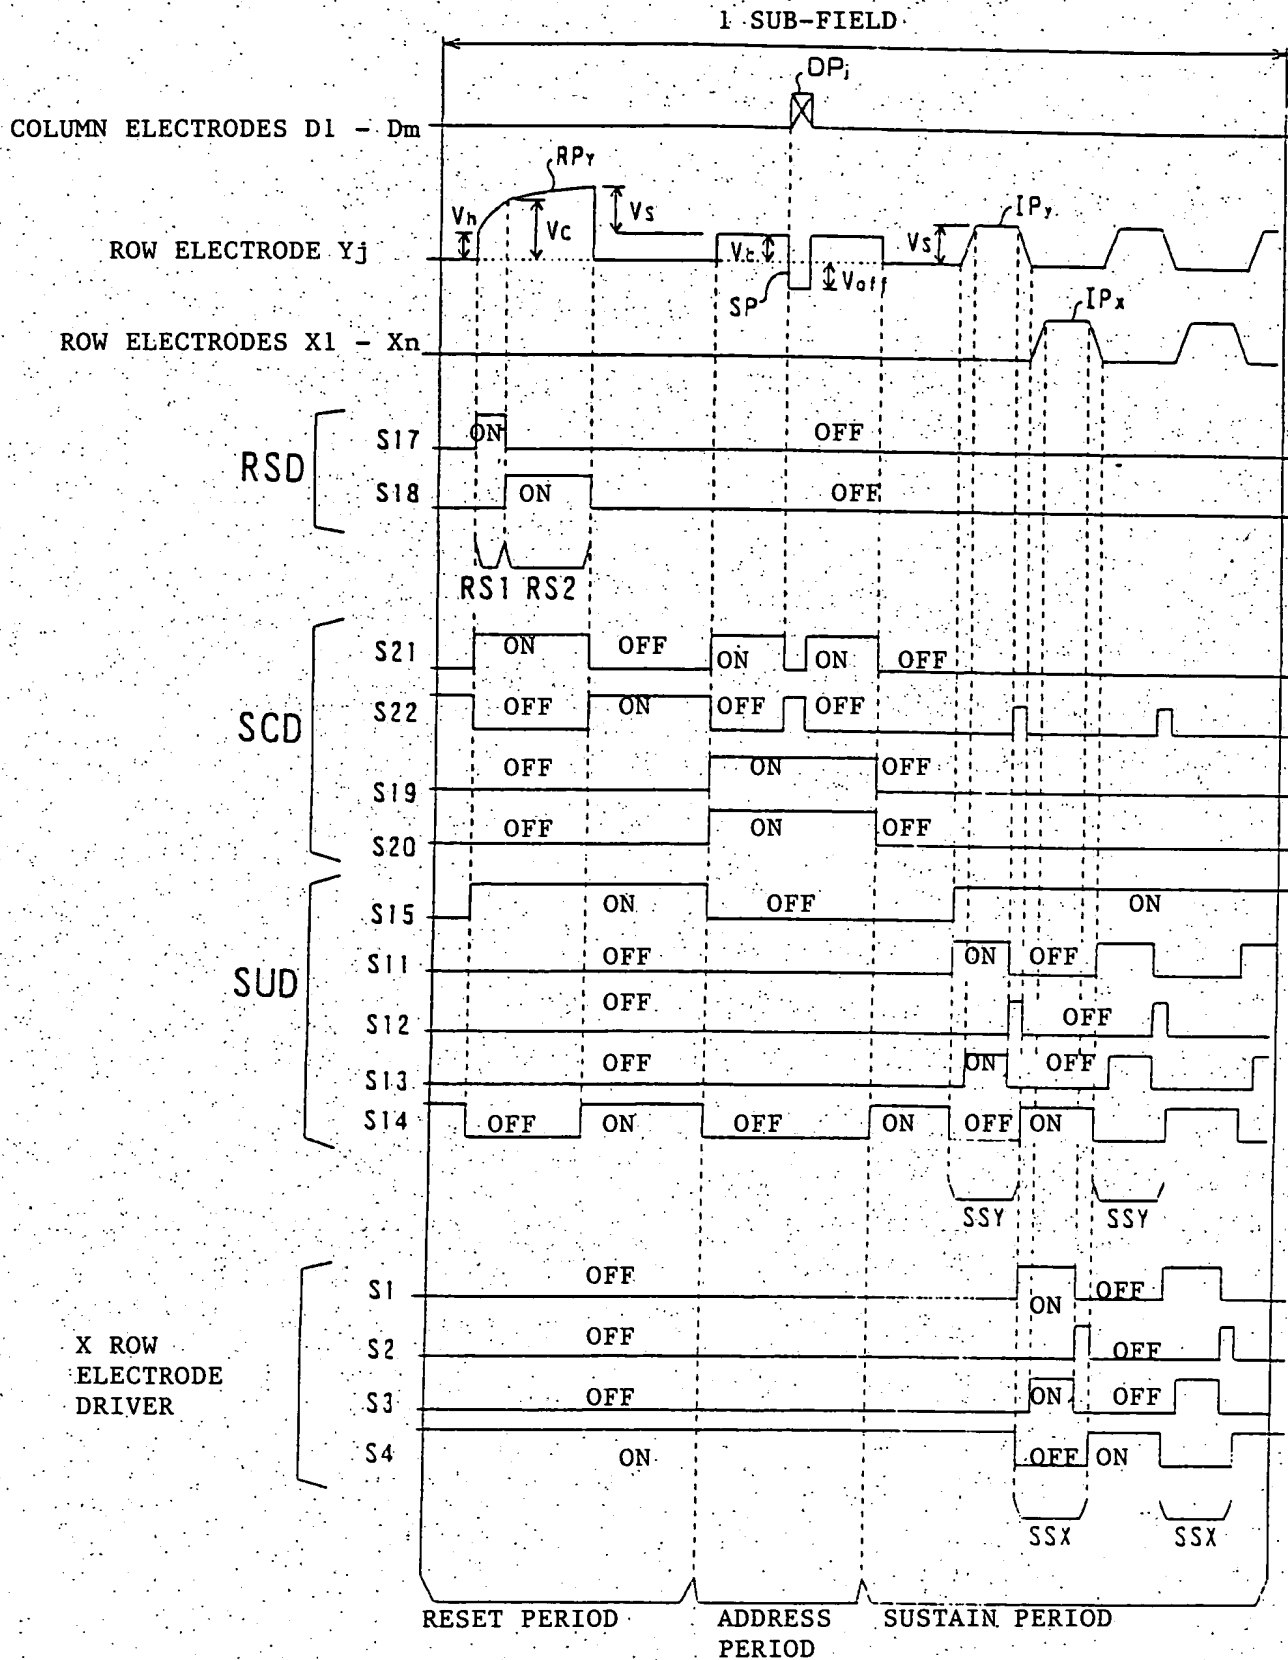 1 SUB-FIELD
DPj
COLUMN ELECTRODES D1 - Dm
RPY
Vh
Vc
Vs
ROW ELECTRODE Yj
Vt
SP
Voff
Vs
IPY
IPX
ROW ELECTRODES X1 - Xn
RSD
S17 ON OFF
S18 ON OFF
RS1 RS2
SCD
S21 ON OFF ON ON OFF
S22 OFF ON OFF OFF
S19 OFF ON OFF
S20 OFF ON OFF
SUD
S15 ON OFF ON
S11 OFF ON OFF
S12 OFF OFF
S13 OFF ON OFF
S14 OFF ON OFF ON OFF ON
SSY SSY
X ROW
ELECTRODE
DRIVER
S1 OFF ON OFF
S2 OFF OFF
S3 OFF ON OFF
S4 ON OFF ON
SSX SSX
RESET PERIOD
ADDRESS
PERIOD
SUSTAIN PERIOD